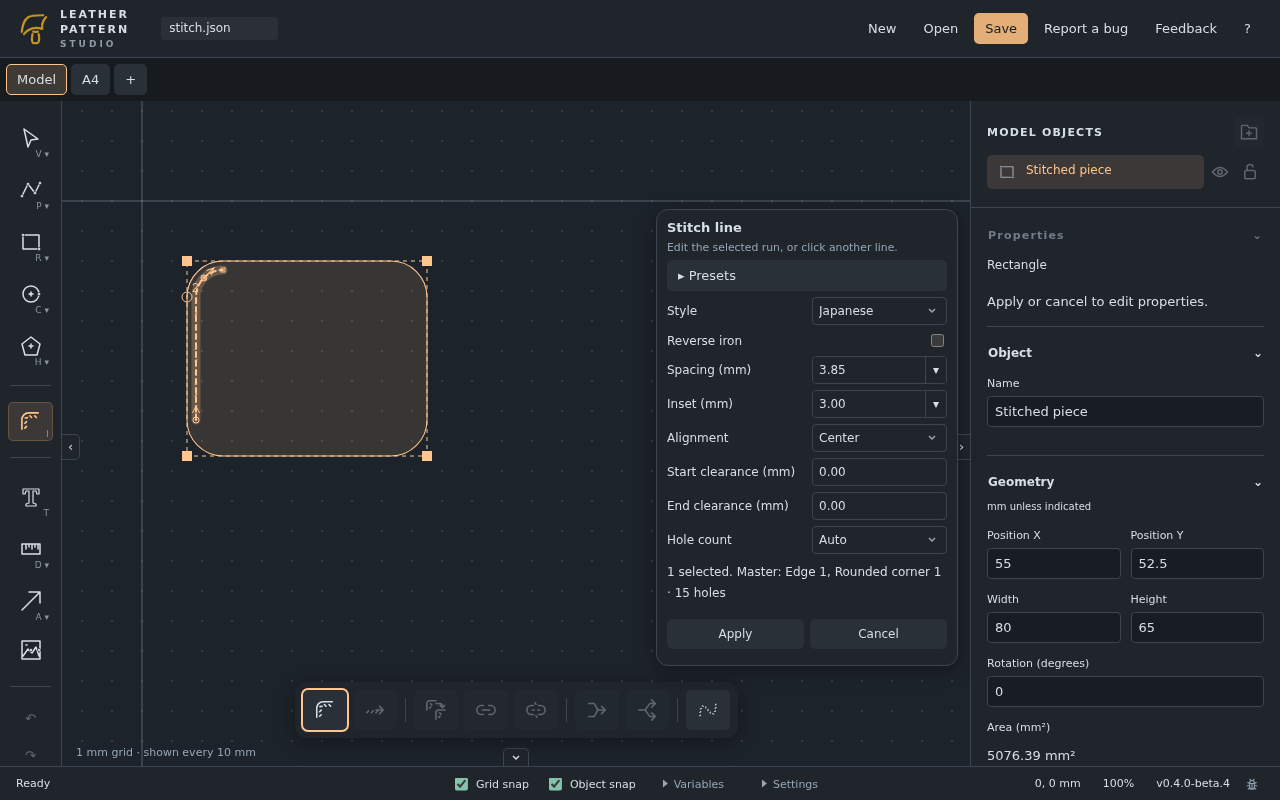 LEATHER
PATTERN
STUDIO
stitch.json
New
Open
Save
Report a bug
Feedback
?
Model
A4
+
V
P
R
C
H
I
T
D
A
MODEL OBJECTS
Stitched piece
Properties
Rectangle
Apply or cancel to edit properties.
Object
Name
Stitched piece
Geometry
mm unless indicated
Position X
Position Y
55
52.5
Width
Height
80
65
Rotation (degrees)
0
Area (mm²)
5076.39 mm²
Stitch line
Edit the selected run, or click another line.
▸ Presets
Style
Japanese
Reverse iron
Spacing (mm)
3.85
Inset (mm)
3.00
Alignment
Center
Start clearance (mm)
0.00
End clearance (mm)
0.00
Hole count
Auto
1 selected. Master: Edge 1, Rounded corner 1
· 15 holes
Apply
Cancel
1 mm grid · shown every 10 mm
Ready
Grid snap
Object snap
Variables
Settings
0, 0 mm
100%
v0.4.0-beta.4